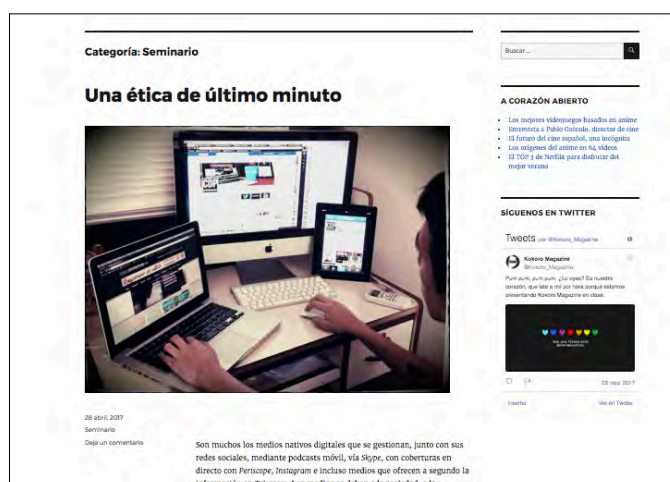 Categoría: Seminario
Una ética de último minuto
28 abril, 2017
Seminario
Deja un comentario
Son muchos los medios nativos digitales que se gestionan, junto con sus
redes sociales, mediante podcasts móvil, vía Skype, con coberturas en
directo con Periscope, Instagram e incluso medios que ofrecen a segundo la
Buscar ...
A CORAZÓN ABIERTO
Los mejores videojuegos basados en anime
Entrevista a Pablo Guisado, director de cine
El futuro del cine español, una incógnita
Los orígenes del anime en 64 vídeos
El TOP 3 de Netflix para disfrutar del
mejor verano
SÍGUENOS EN TWITTER
Tweets por @Kokoro_Magazine
Kokoro Magazine
@Kokoro_Magazine
Pum pum, pum pum. ¿Lo oyes? Es nuestro
corazón, que late a mil por hora porque estamos
presentando Kokoro Magazine en clase.
22 may. 2017
Insertar
Ver en Twitter